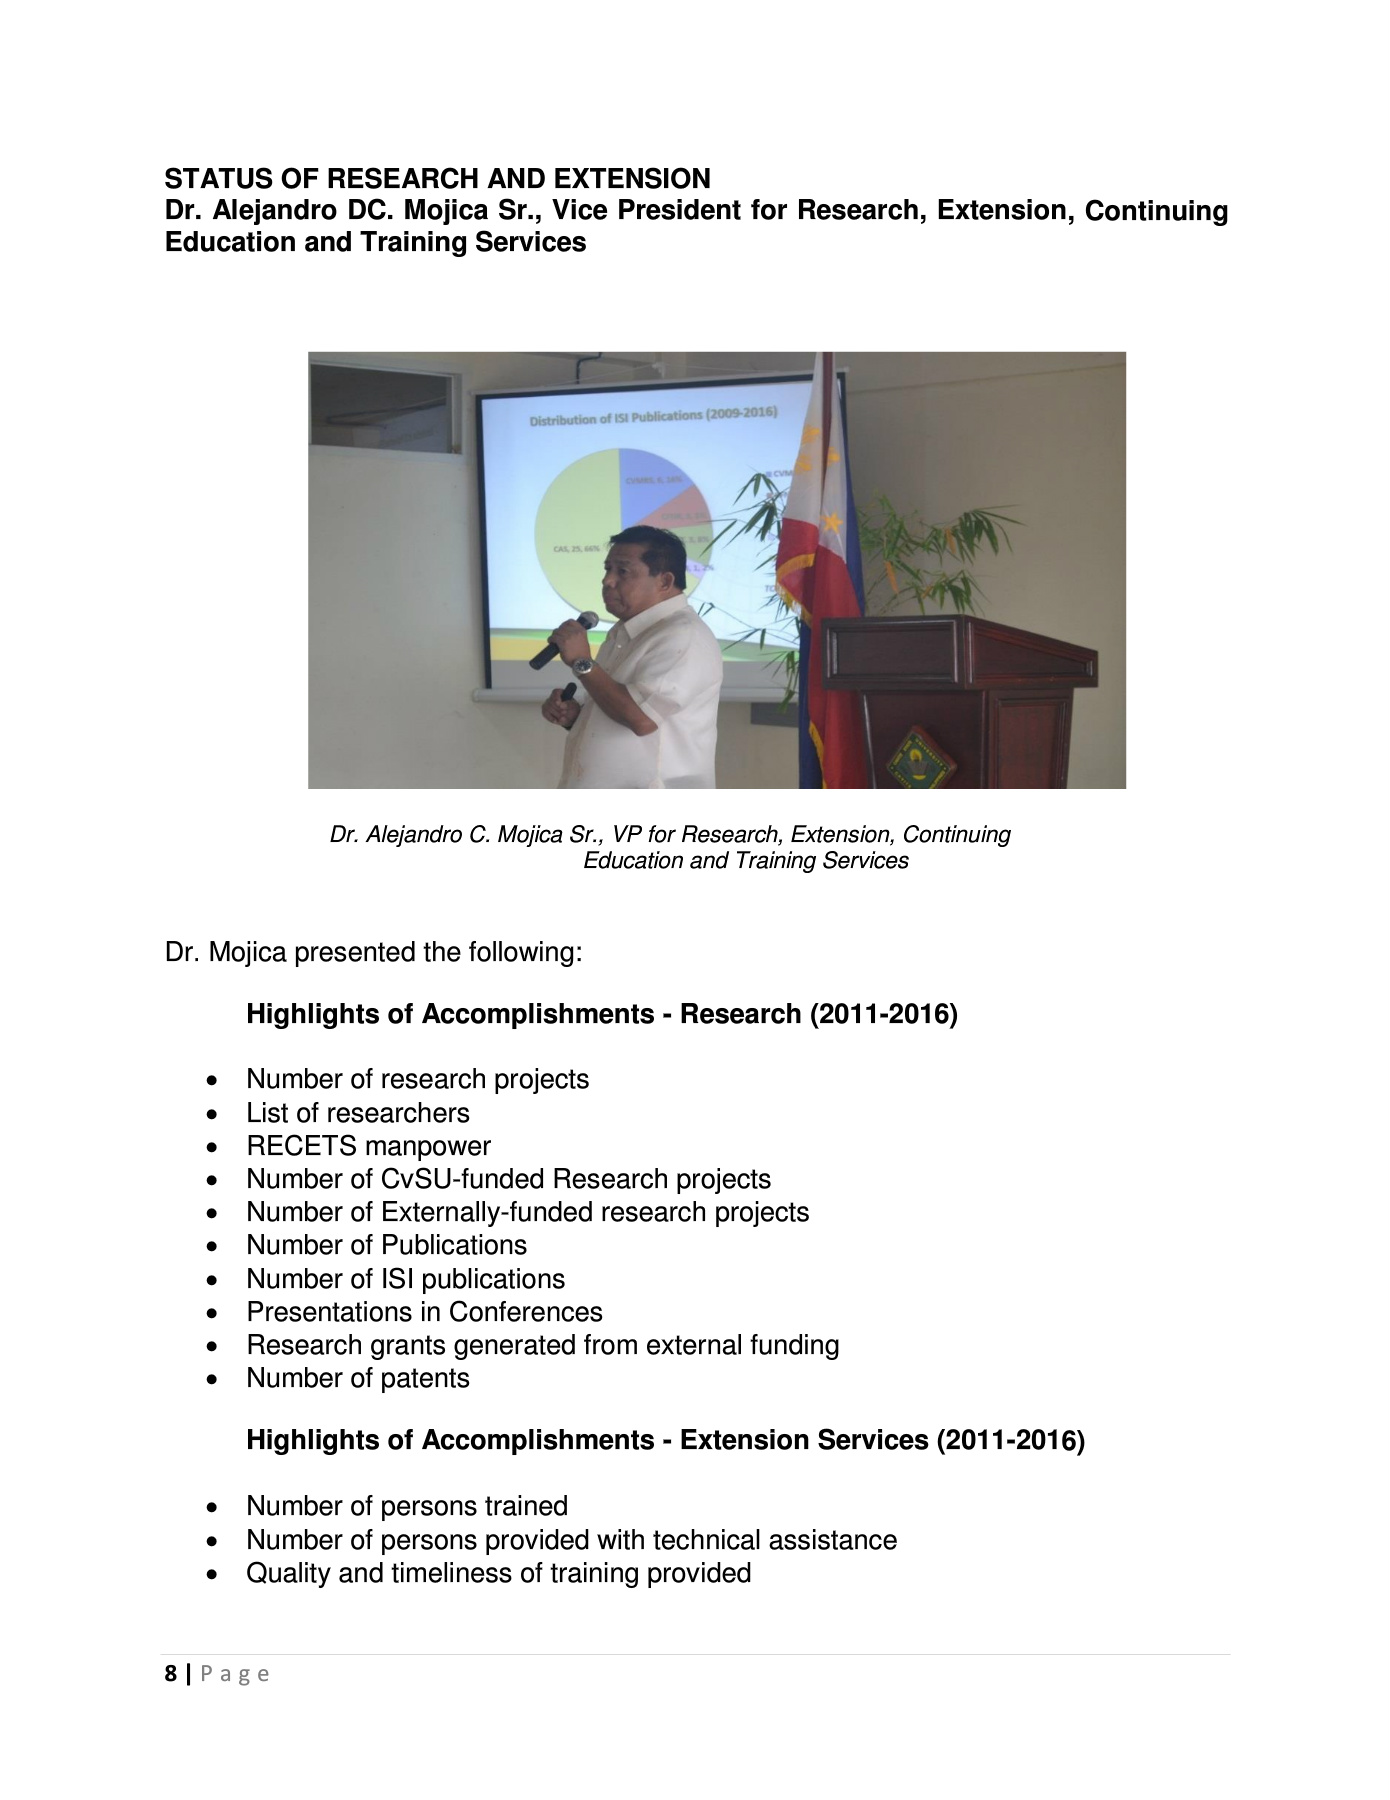 STATUS OF RESEARCH AND EXTENSION
Dr. Alejandro DC. Mojica Sr., Vice President for Research, Extension, Continuing
Education and Training Services
Distribution of ISI Publications (2009-2016)
CAS, 25, 66%
Dr. Alejandro C. Mojica Sr., VP for Research, Extension, Continuing
Education and Training Services
Dr. Mojica presented the following:
Highlights of Accomplishments - Research (2011-2016)
• Number of research projects
• List of researchers
• RECETS manpower
• Number of CvSU-funded Research projects
• Number of Externally-funded research projects
• Number of Publications
• Number of ISI publications
• Presentations in Conferences
• Research grants generated from external funding
• Number of patents
Highlights of Accomplishments - Extension Services (2011-2016)
• Number of persons trained
• Number of persons provided with technical assistance
• Quality and timeliness of training provided
8 | Page